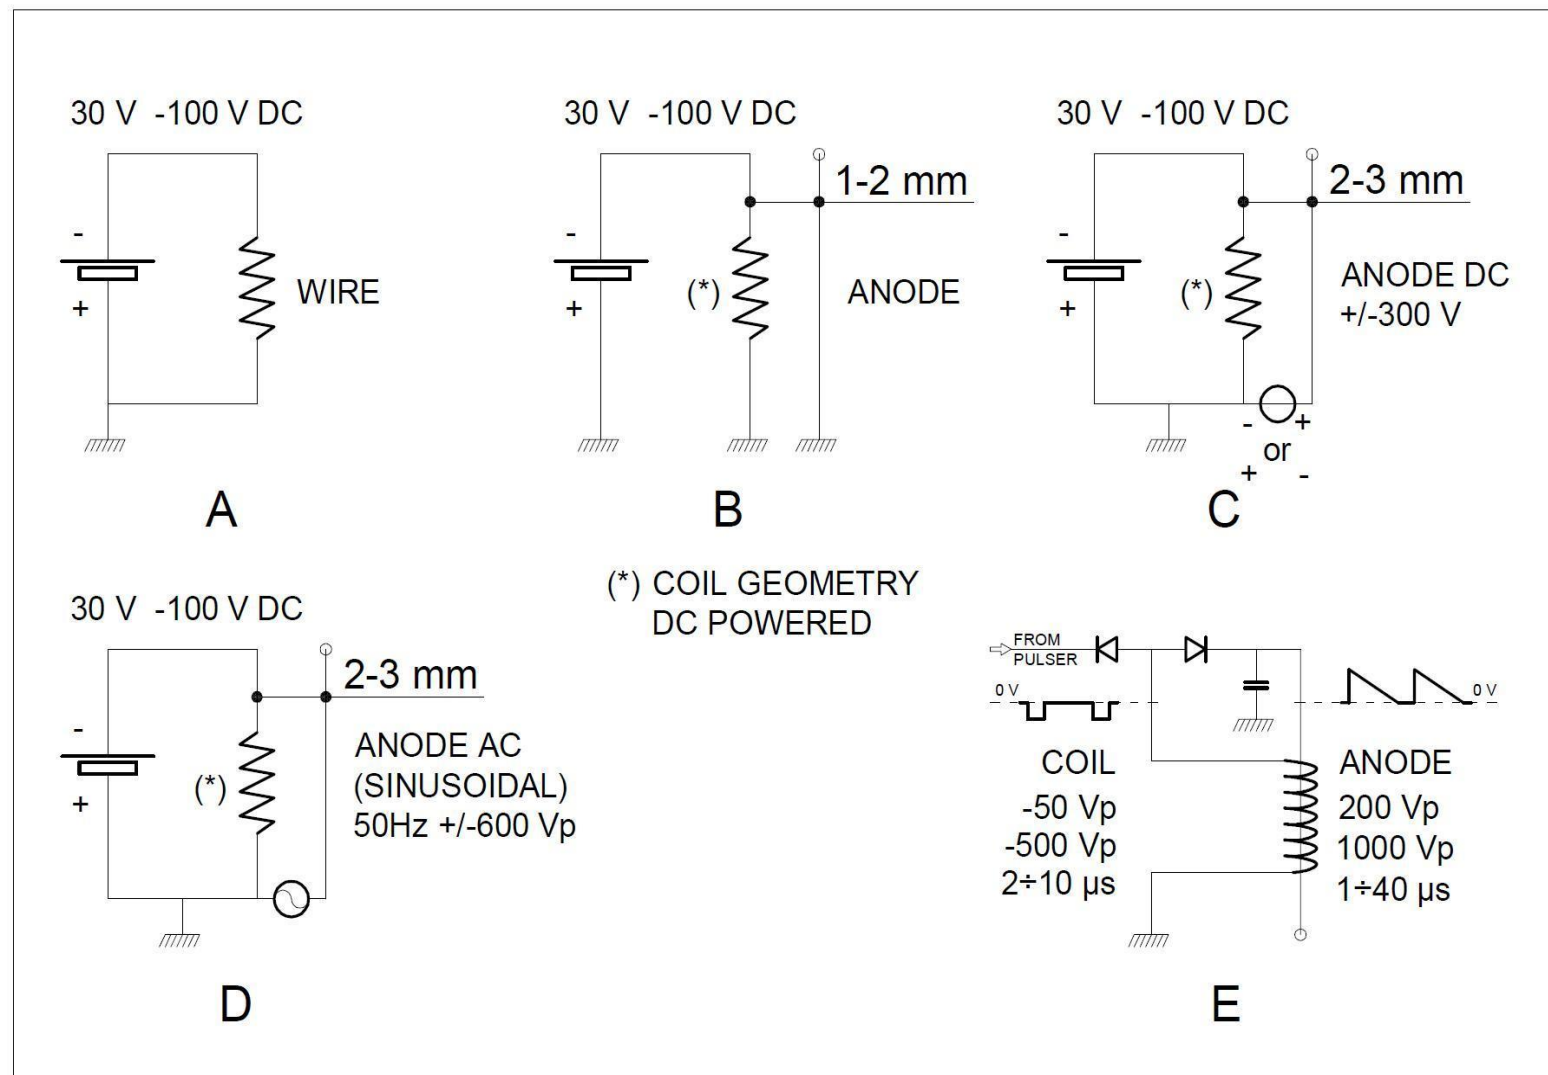 30 V -100 V DC
-
+
WIRE
A
30 V -100 V DC
1-2 mm
-
+
(*)
ANODE
B
30 V -100 V DC
2-3 mm
-
+
(*)
ANODE DC
+/-300 V
- +
or
+ -
C
(*) COIL GEOMETRY
DC POWERED
30 V -100 V DC
2-3 mm
-
+
(*)
ANODE AC
(SINUSOIDAL)
50Hz +/-600 Vp
D
FROM
PULSER
0 V
0 V
COIL
-50 Vp
-500 Vp
2÷10 µs
ANODE
200 Vp
1000 Vp
1÷40 µs
E